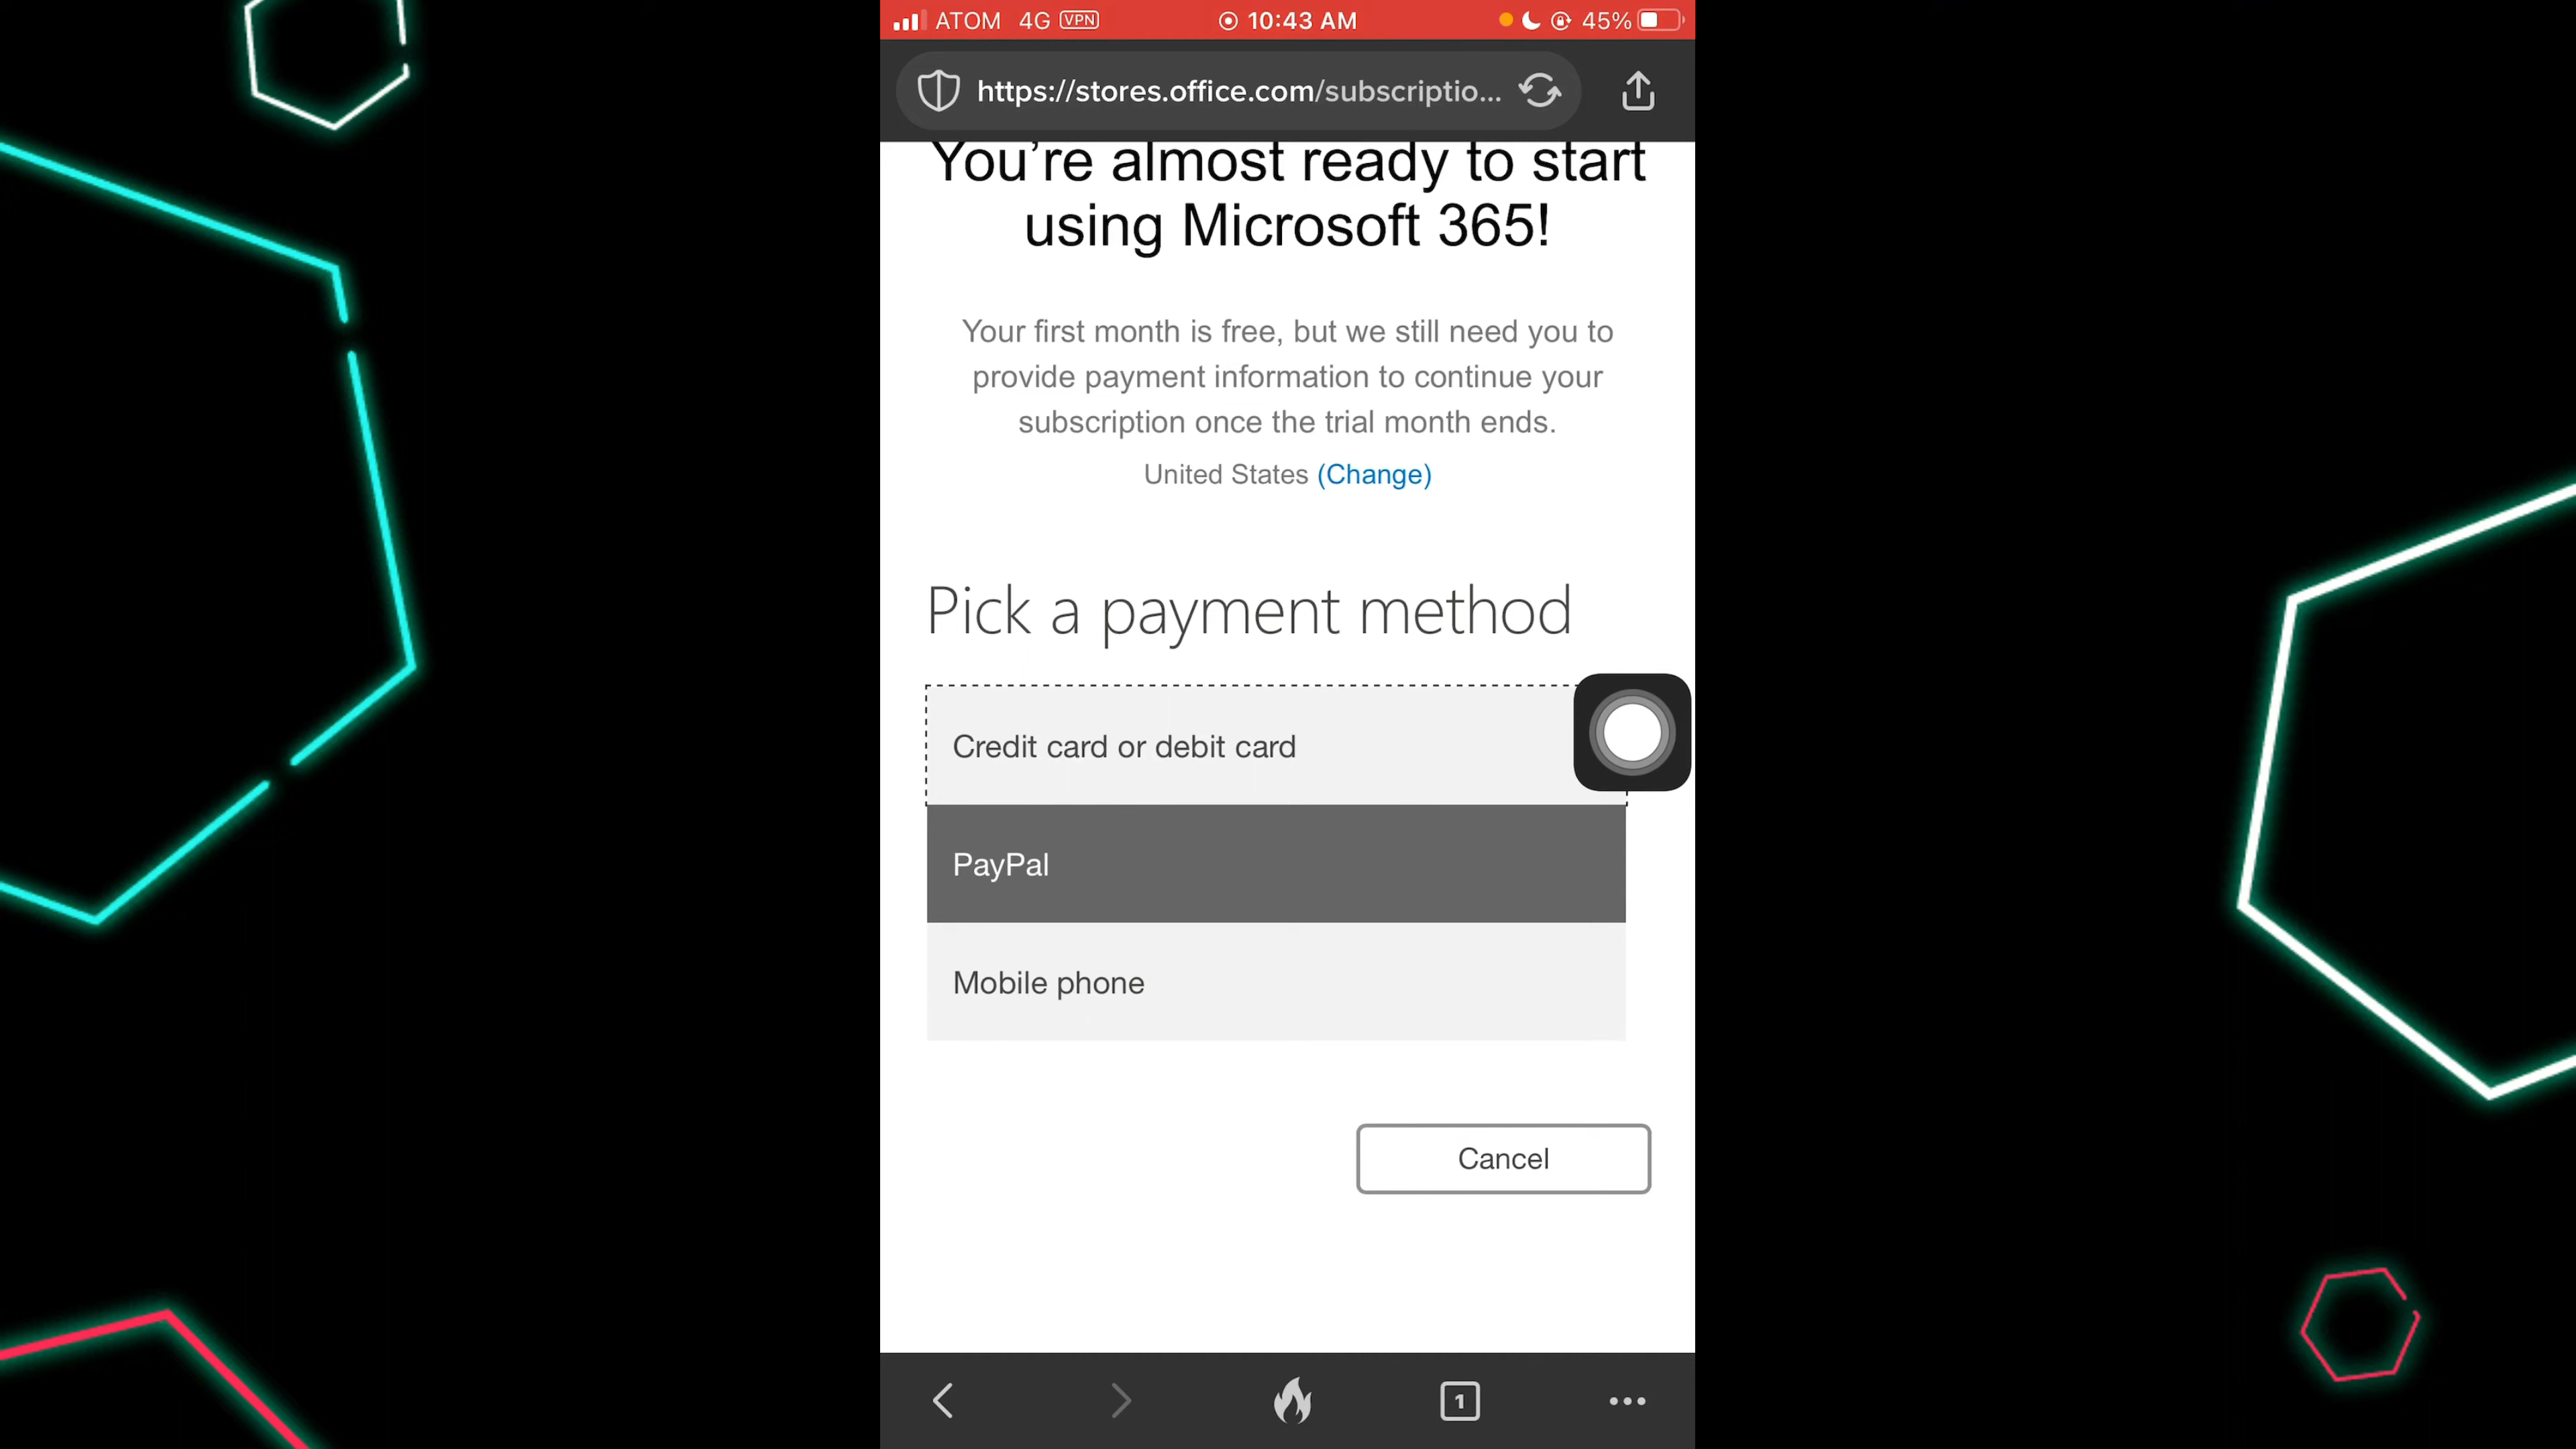 ATOM 4G VPN 10:43 AM 45%
https://stores.office.com/subscriptio...
You're almost ready to start
using Microsoft 365!
Your first month is free, but we still need you to
provide payment information to continue your
subscription once the trial month ends.
United States (Change)
Pick a payment method
Credit card or debit card
PayPal
Mobile phone
Cancel
1